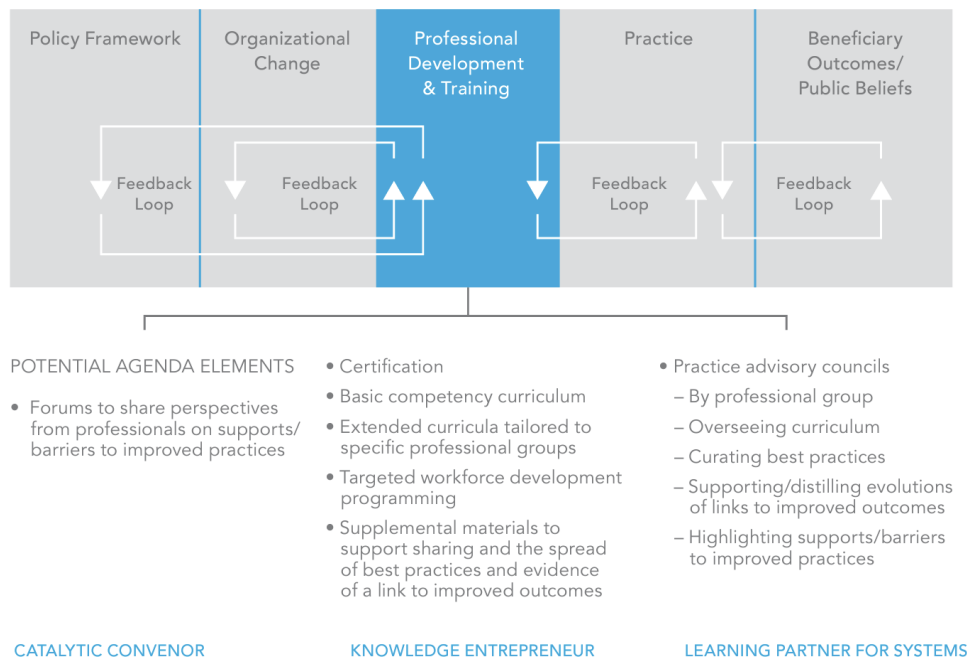 Policy Framework
Organizational
Change
Professional
Development
& Training
Practice
Beneficiary
Outcomes/
Public Beliefs
Feedback
Loop
Feedback
Loop
Feedback
Loop
Feedback
Loop
POTENTIAL AGENDA ELEMENTS
• Forums to share perspectives
from professionals on supports/
barriers to improved practices
• Certification
• Basic competency curriculum
• Extended curricula tailored to
specific professional groups
• Targeted workforce development
programming
• Supplemental materials to
support sharing and the spread
of best practices and evidence
of a link to improved outcomes
• Practice advisory councils
– By professional group
– Overseeing curriculum
– Curating best practices
– Supporting/distilling evolutions
of links to improved outcomes
– Highlighting supports/barriers
to improved practices
CATALYTIC CONVENOR
KNOWLEDGE ENTREPRENEUR
LEARNING PARTNER FOR SYSTEMS